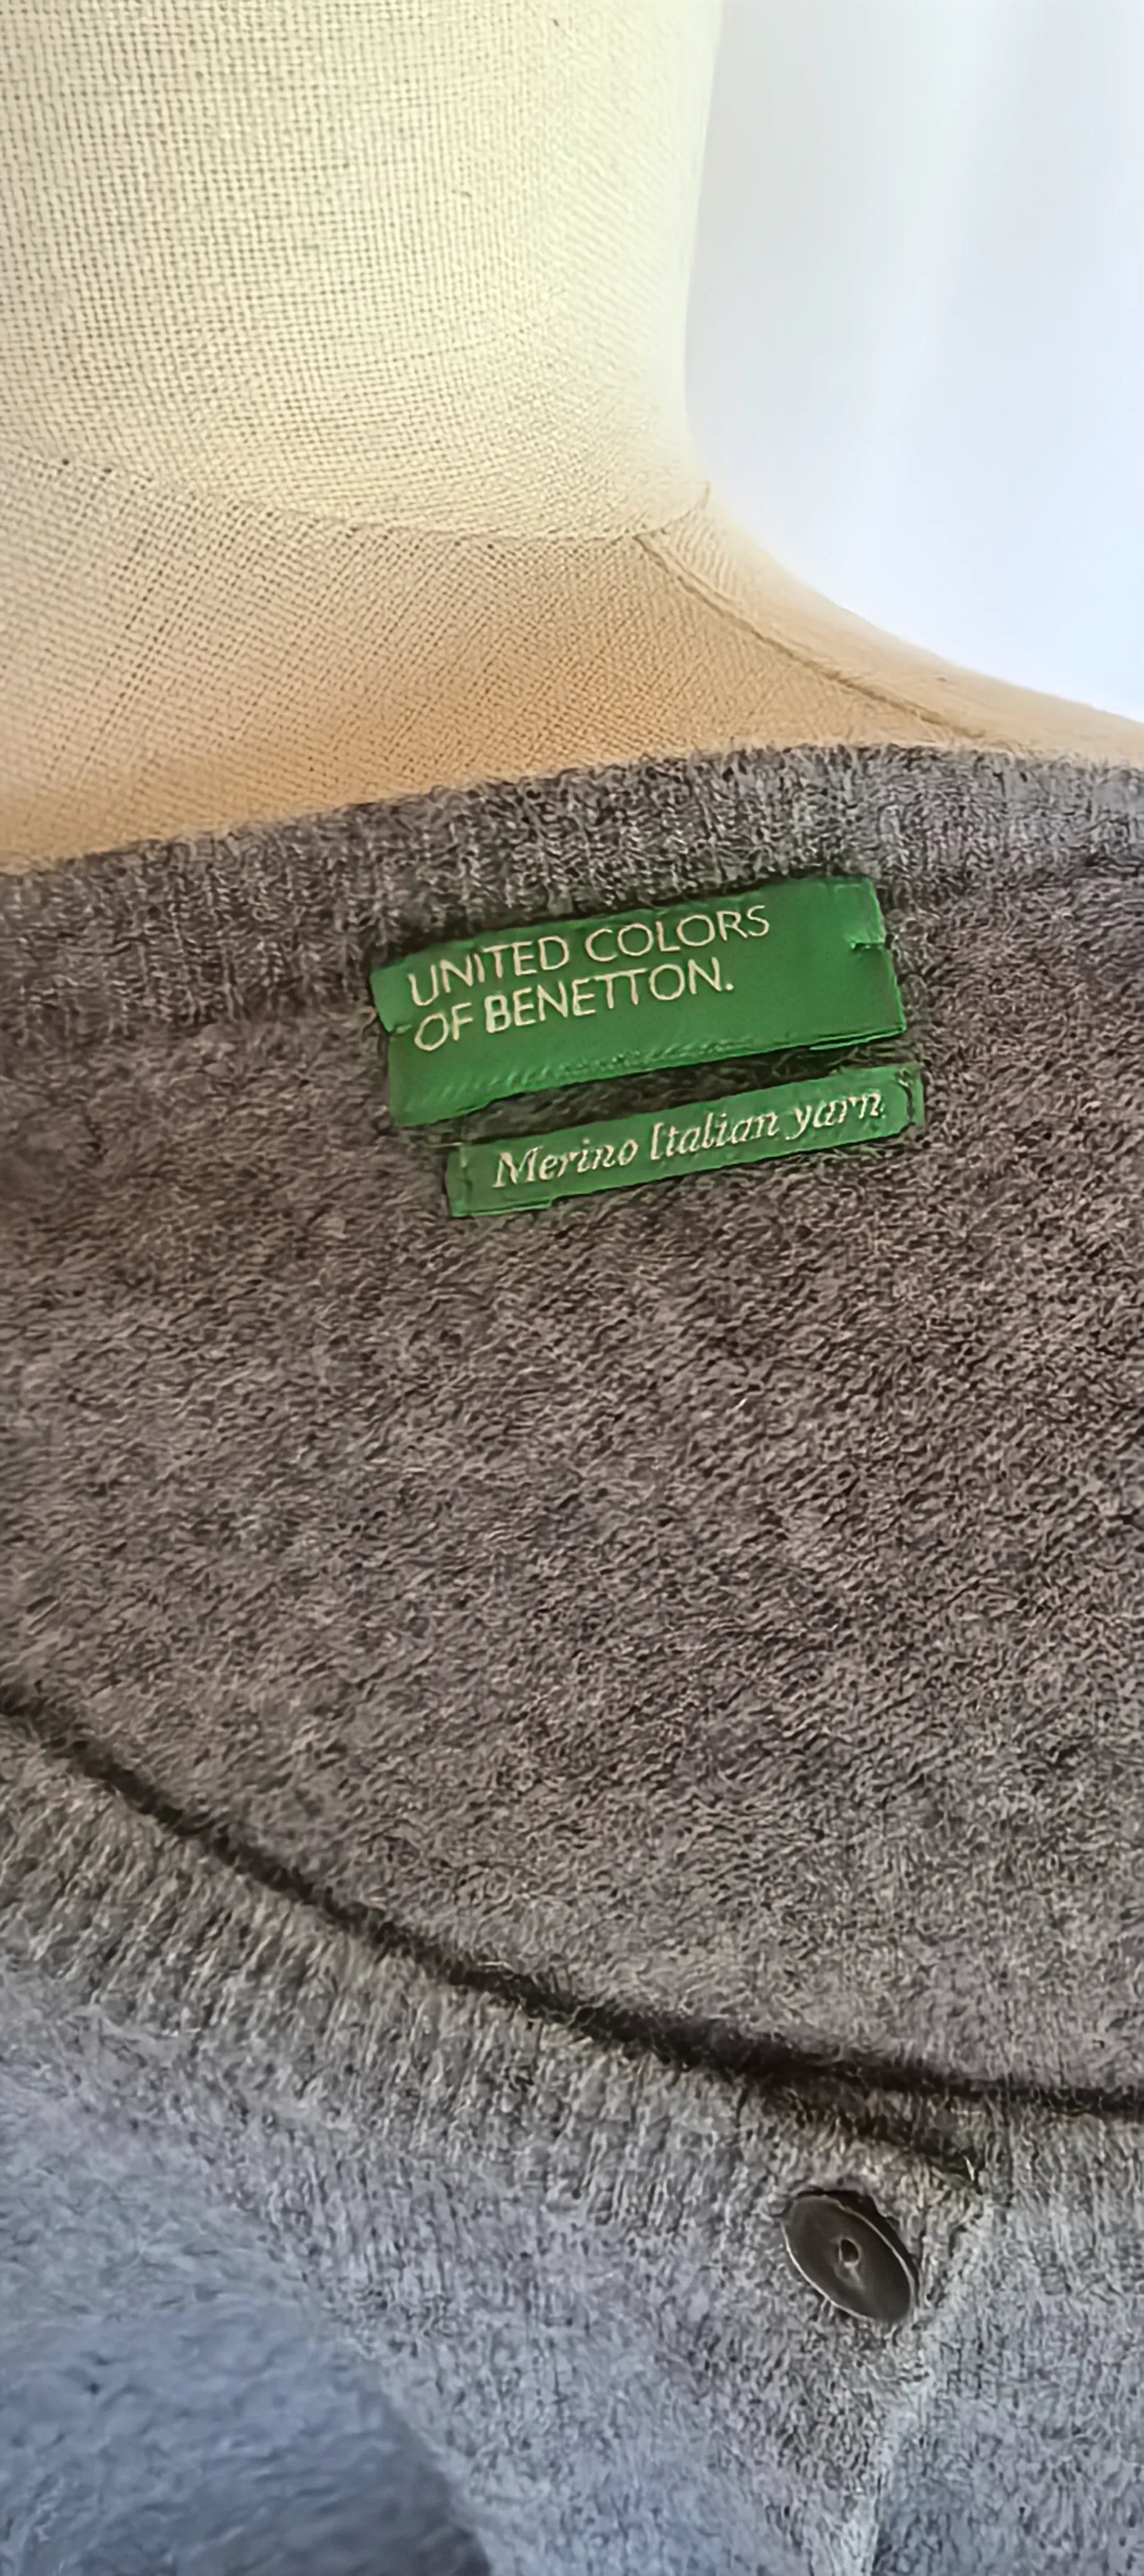 UNITED COLORS
OF BENETTON.
Merino Italian yarn